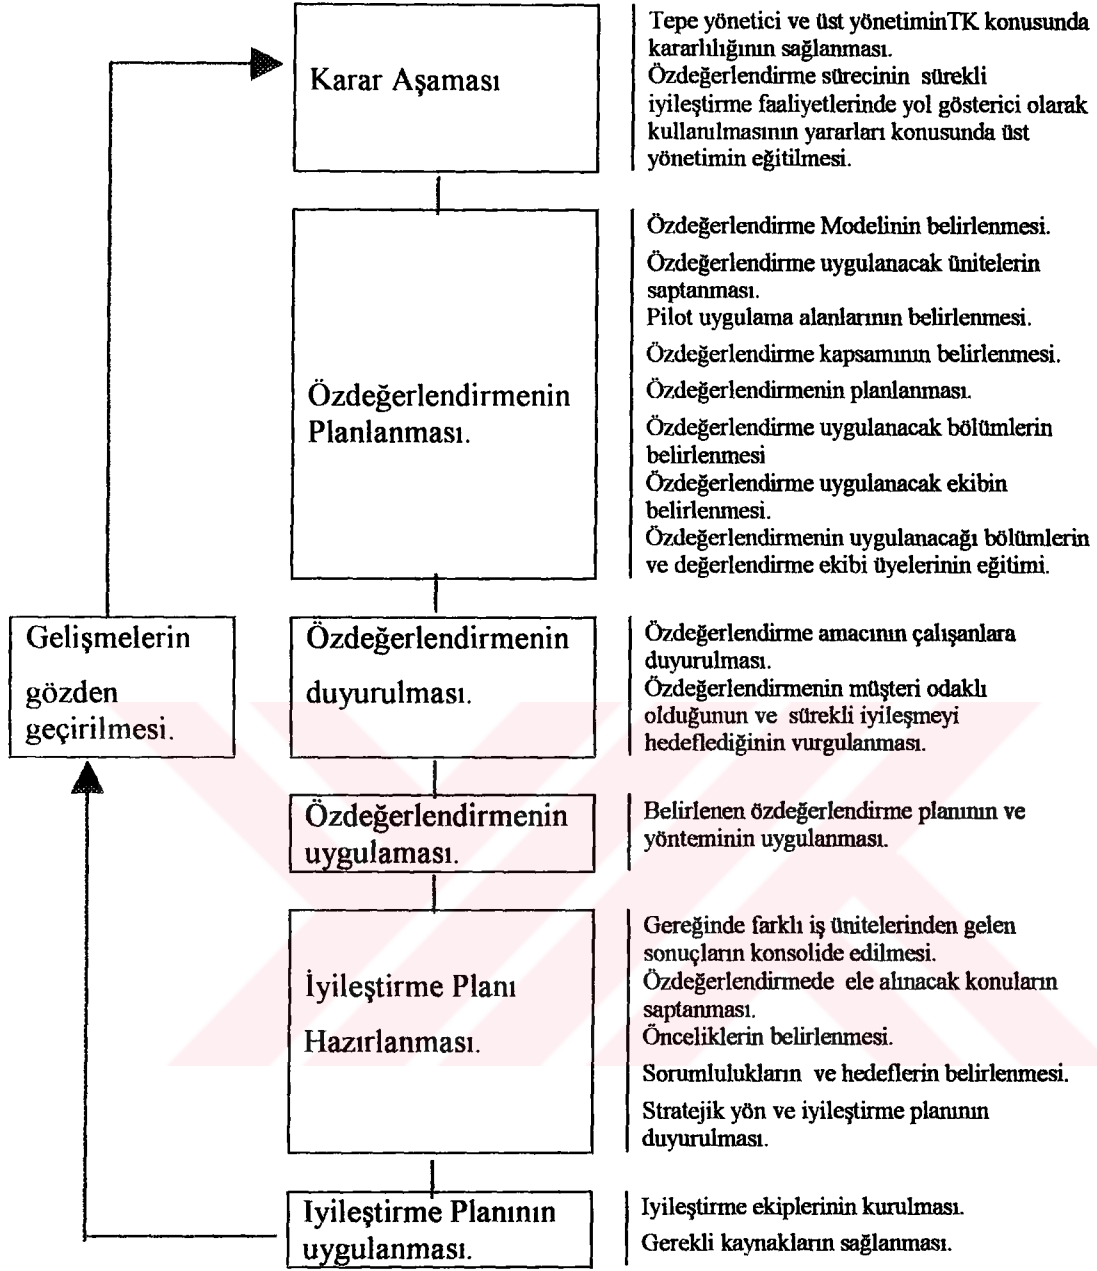 Karar Aşaması
Tepe yönetici ve üst yönetiminTK konusunda
kararlılığının sağlanması.
Özdeğerlendirme sürecinin sürekli
iyileştirme faaliyetlerinde yol gösterici olarak
kullanılmasının yararları konusunda üst
yönetimin eğitilmesi.
Özdeğerlendirmenin
Planlanması.
Özdeğerlendirme Modelinin belirlenmesi.
Özdeğerlendirme uygulanacak ünitelerin
saptanması.
Pilot uygulama alanlarının belirlenmesi.
Özdeğerlendirme kapsamının belirlenmesi.
Özdeğerlendirmenin planlanması.
Özdeğerlendirme uygulanacak bölümlerin
belirlenmesi
Özdeğerlendirme uygulanacak ekibin
belirlenmesi.
Özdeğerlendirmenin uygulanacağı bölümlerin
ve değerlendirme ekibi üyelerinin eğitimi.
Gelişmelerin
gözden
geçirilmesi.
Özdeğerlendirmenin
duyurulması.
Özdeğerlendirme amacının çalışanlara
duyurulması.
Özdeğerlendirmenin müşteri odaklı
olduğunun ve sürekli iyileşmeyi
hedeflediğinin vurgulanması.
Özdeğerlendirmenin
uygulaması.
Belirlenen özdeğerlendirme planının ve
yönteminin uygulanması.
İyileştirme Planı
Hazırlanması.
Gereğinde farklı iş ünitelerinden gelen
sonuçların konsolide edilmesi.
Özdeğerlendirmede ele alınacak konuların
saptanması.
Önceliklerin belirlenmesi.
Sorumlulukların ve hedeflerin belirlenmesi.
Stratejik yön ve iyileştirme planının
duyurulması.
Iyileştirme Planının
uygulanması.
Iyileştirme ekiplerinin kurulması.
Gerekli kaynakların sağlanması.